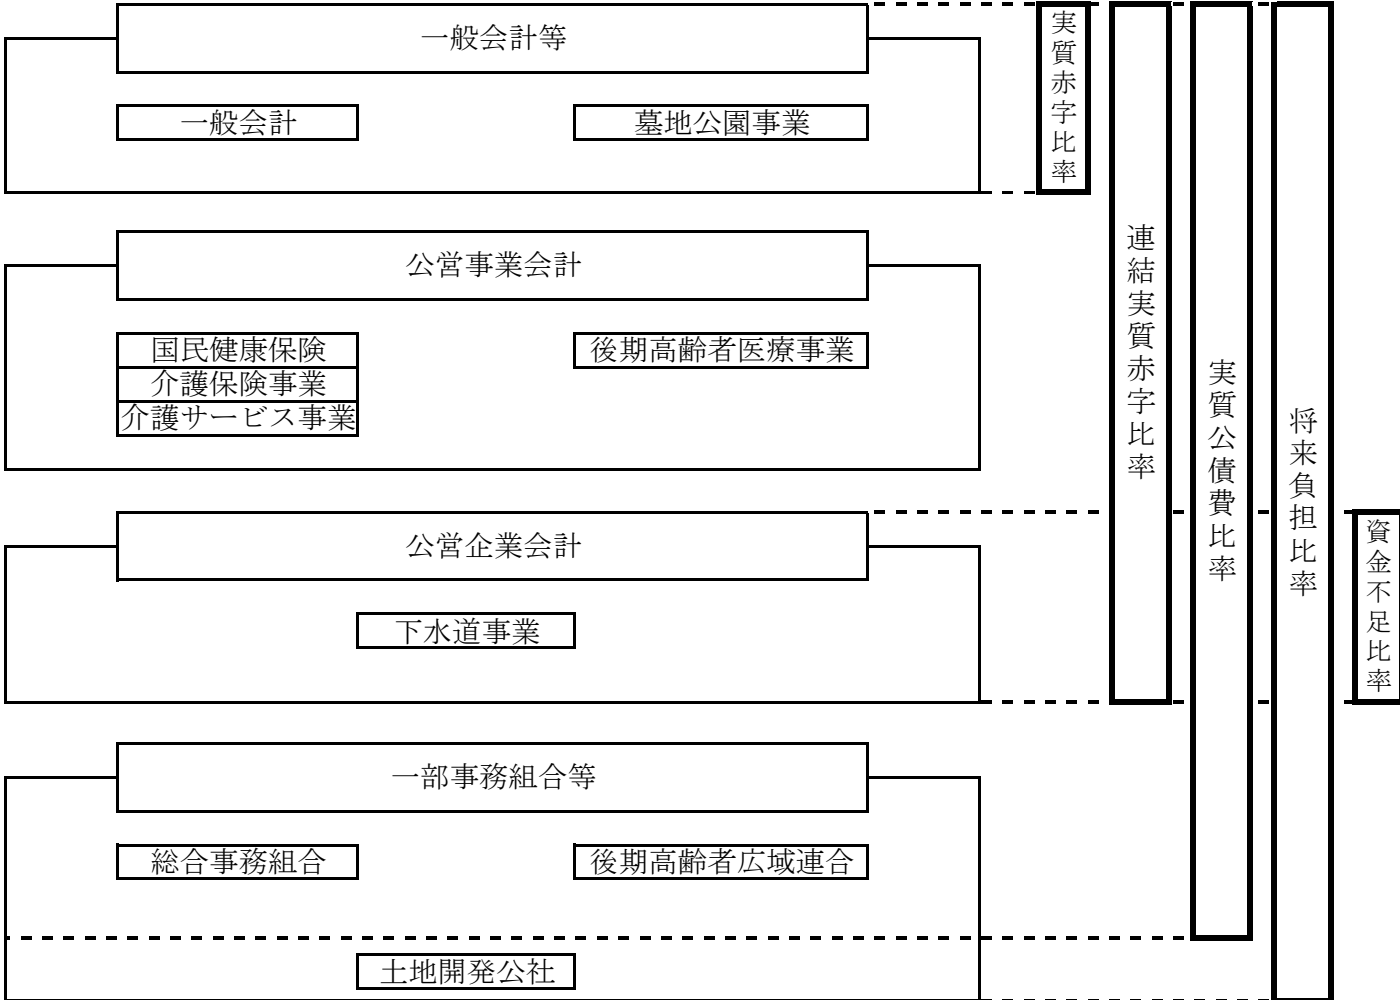 一般会計等
一般会計
墓地公園事業
公営事業会計
国民健康保険
後期高齢者医療事業
介護保険事業
介護サービス事業
公営企業会計
下水道事業
一部事務組合等
総合事務組合
後期高齢者広域連合
土地開発公社
実質赤字比率
連結実質赤字比率
実質公債費比率
将来負担比率
資金不足比率